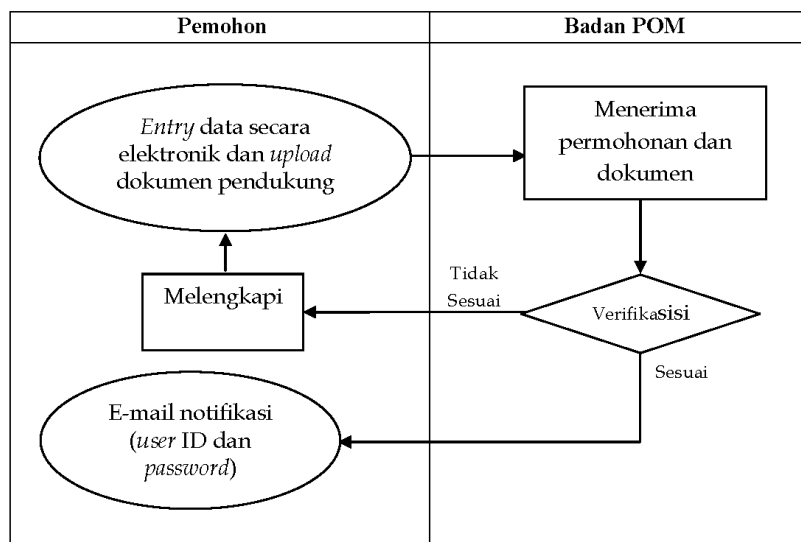 Pemohon
Badan POM
Entry data secara
elektronik dan upload
dokumen pendukung
Menerima
permohonan dan
dokumen
Melengkapi
Tidak
Sesuai
Verifikasisi
Sesuai
E-mail notifikasi
(user ID dan
password)